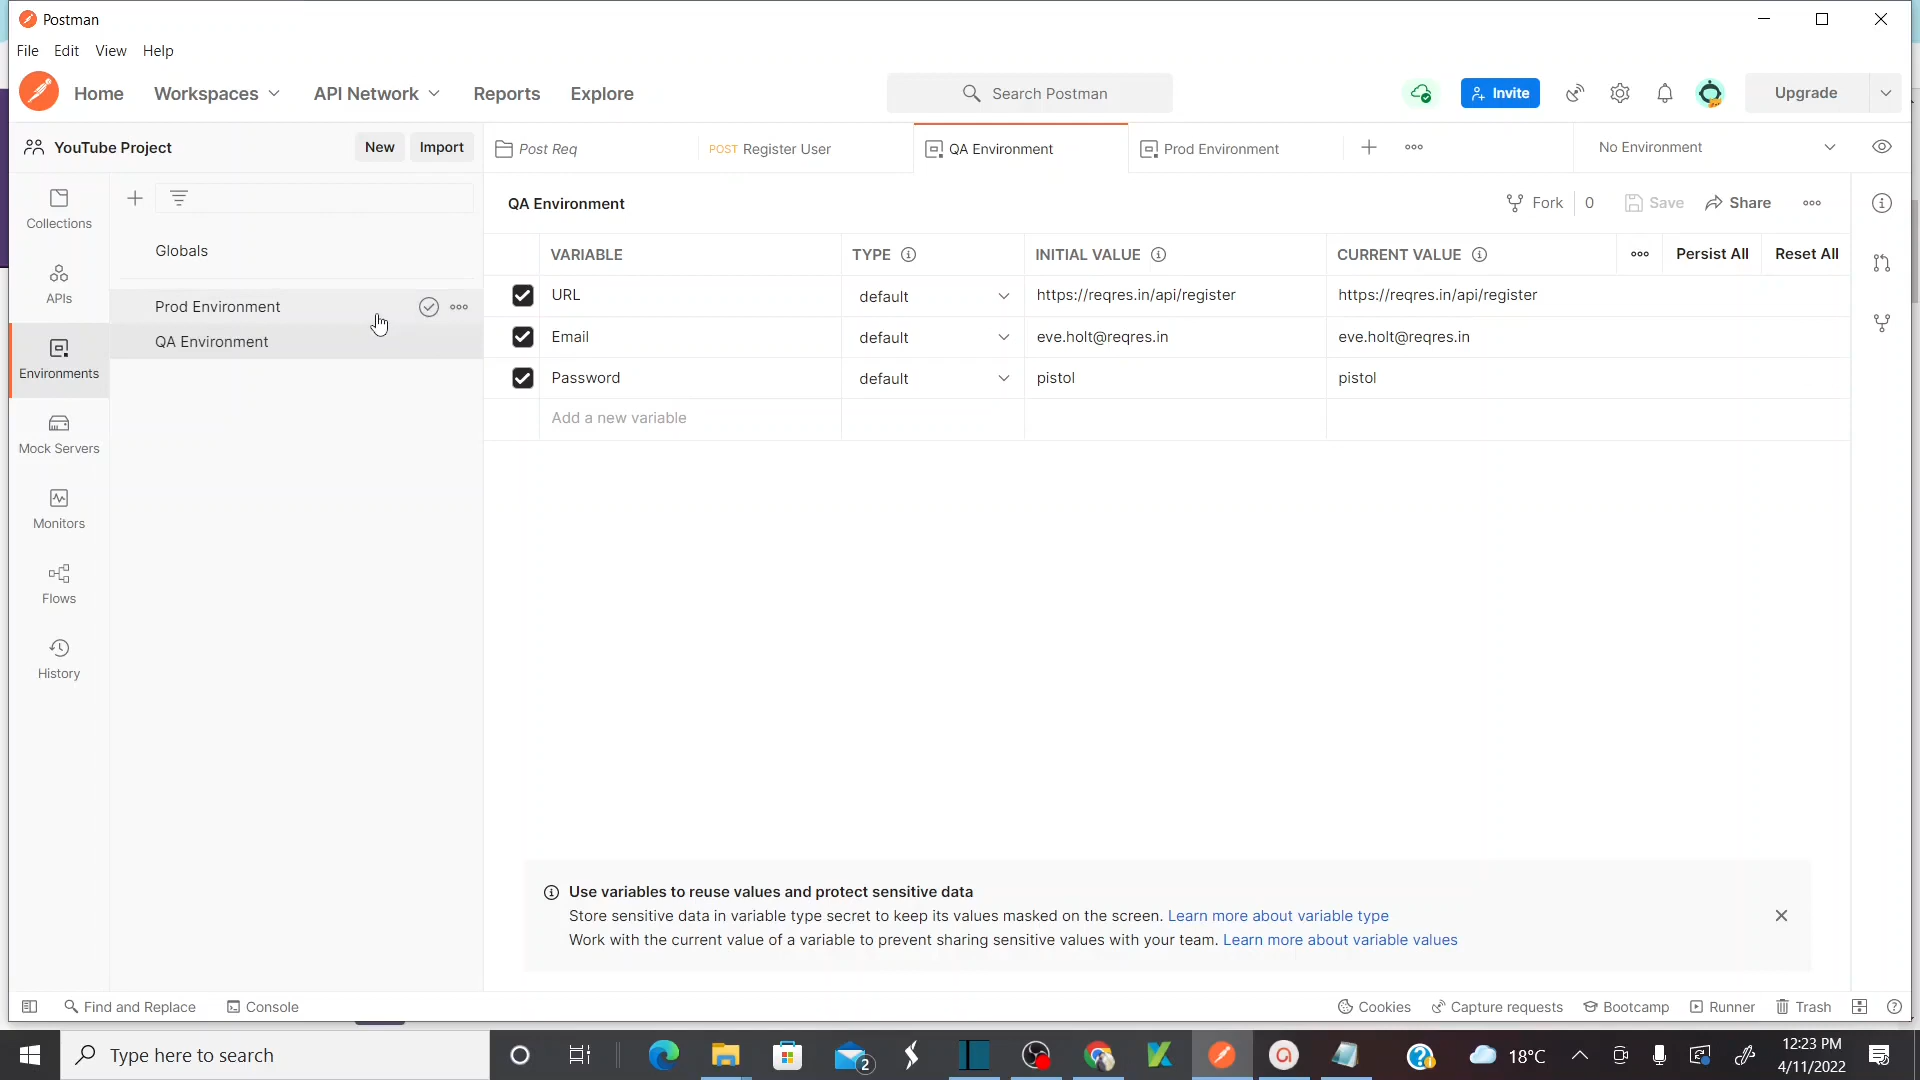 Postman
File Edit View Help
Home Workspaces API Network Reports Explore Search Postman Invite Upgrade
YouTube Project New Import Post Req POST Register User QA Environment Prod Environment No Environment
QA Environment Fork 0 Save Share
Collections
Globals
VARIABLE TYPE INITIAL VALUE CURRENT VALUE Persist All Reset All
APIs
Prod Environment
URL default https://reqres.in/api/register https://reqres.in/api/register
QA Environment
Email default eve.holt@reqres.in eve.holt@reqres.in
Environments
Password default pistol pistol
Add a new variable
Mock Servers
Monitors
Flows
History
Use variables to reuse values and protect sensitive data
Store sensitive data in variable type secret to keep its values masked on the screen. Learn more about variable type
Work with the current value of a variable to prevent sharing sensitive values with your team. Learn more about variable values
Find and Replace Console Cookies Capture requests Bootcamp Runner Trash
Type here to search 2 18°C 12:23 PM
4/11/2022